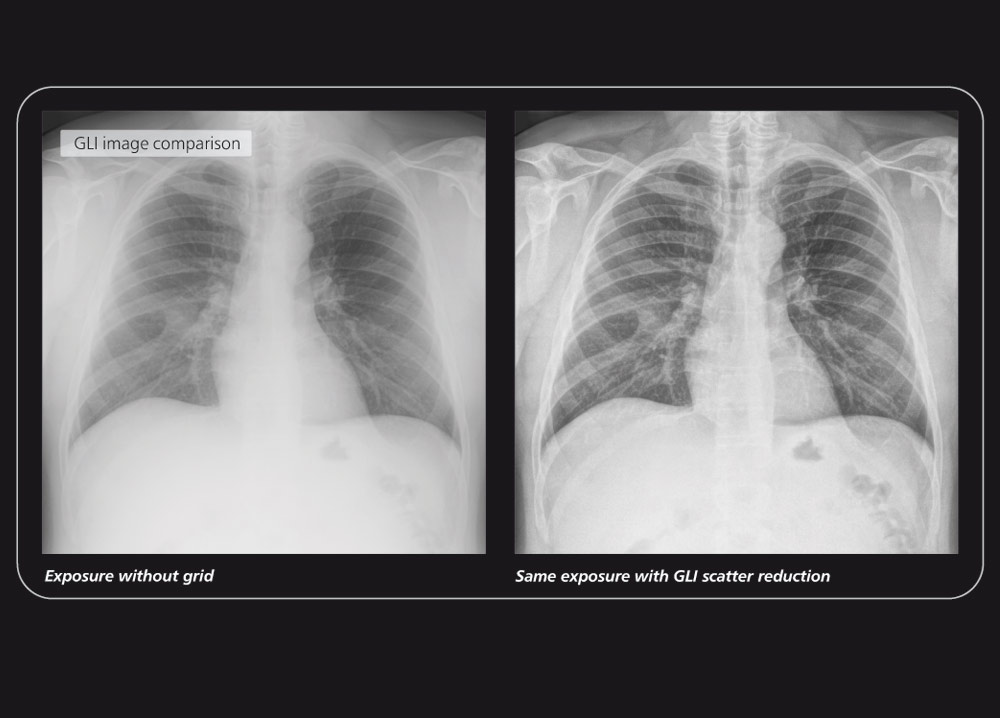 GLI image comparison
Exposure without grid
Same exposure with GLI scatter reduction